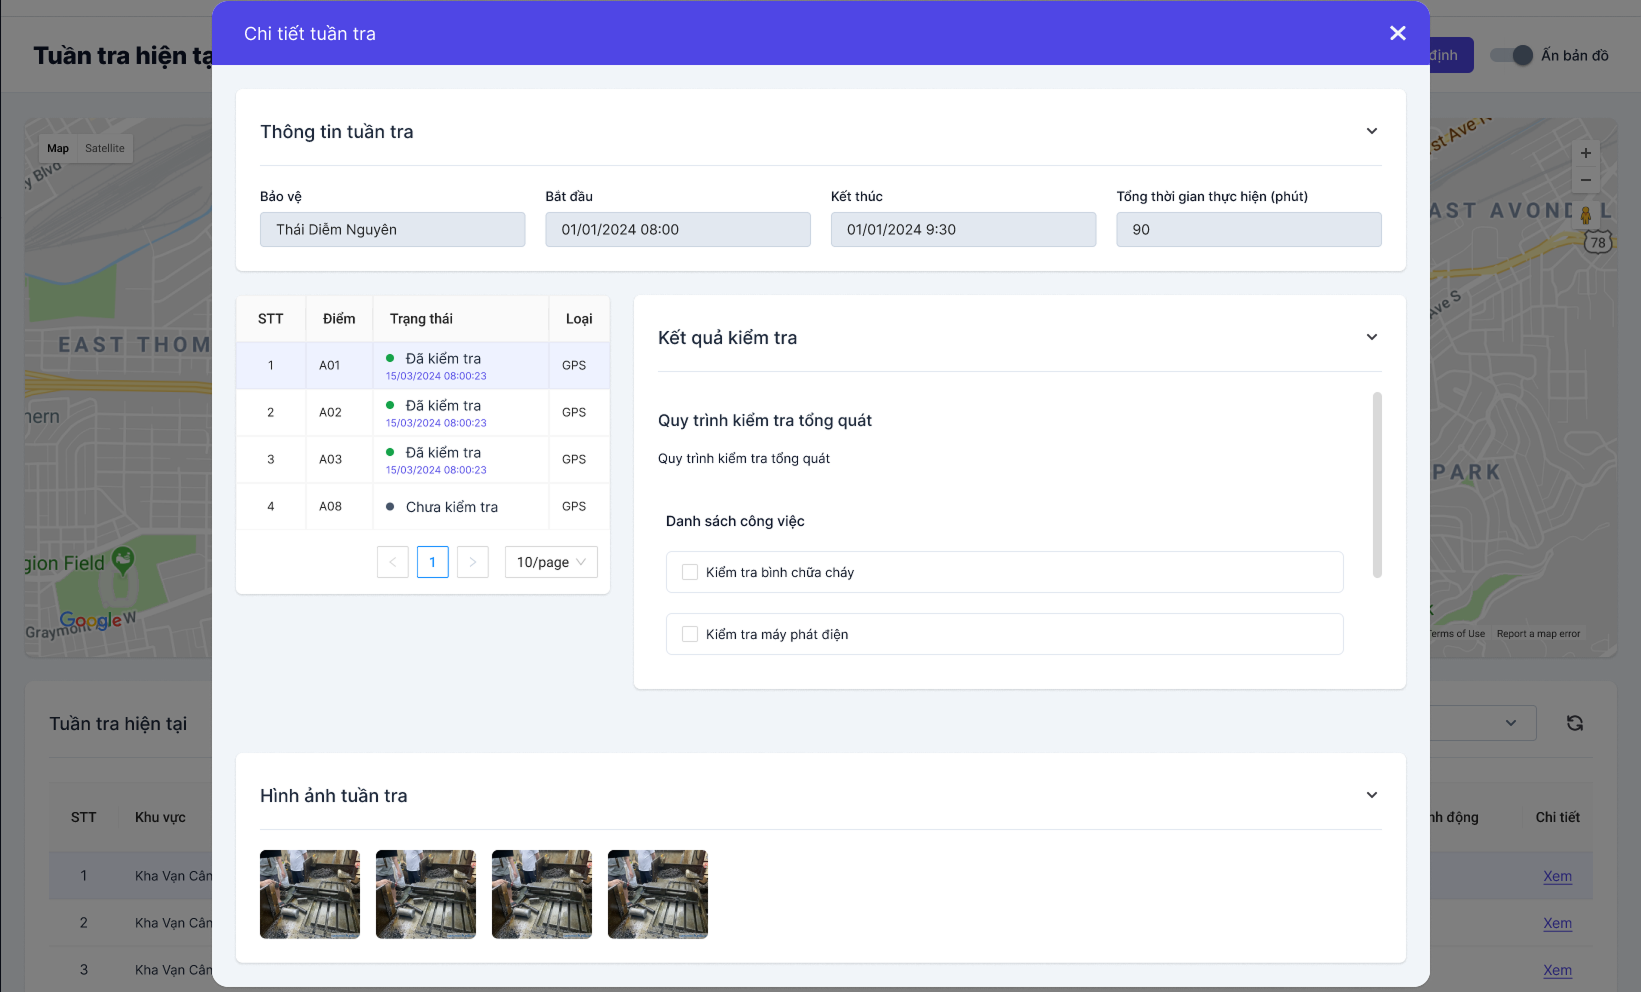 Chi tiết tuần tra
Tuần tra hiện tạ
định
Ẩn bản đồ
Thông tin tuần tra
Bảo vệ
Bắt đầu
Kết thúc
Tổng thời gian thực hiện (phút)
Thái Diễm Nguyên
01/01/2024 08:00
01/01/2024 9:30
90
Map
Satellite
y Blvd
st Ave N
AST AVONDAL
78
Ave S
EAST THOM
hern
PARK
gion Field
Google
Graymont
W
Terms of Use
Report a map error
STT
Điểm
Trạng thái
Loại
1
A01
Đã kiểm tra
15/03/2024 08:00:23
GPS
2
A02
Đã kiểm tra
15/03/2024 08:00:23
GPS
3
A03
Đã kiểm tra
15/03/2024 08:00:23
GPS
4
A08
Chưa kiểm tra
GPS
<
1
>
10/page
Kết quả kiểm tra
Quy trình kiểm tra tổng quát
Quy trình kiểm tra tổng quát
Danh sách công việc
Kiểm tra bình chữa cháy
Kiểm tra máy phát điện
Tuần tra hiện tại
STT
Khu vực
nh động
Chi tiết
1
Kha Vạn Cân
Xem
2
Kha Vạn Cân
Xem
3
Kha Vạn Cân
Xem
Hình ảnh tuần tra